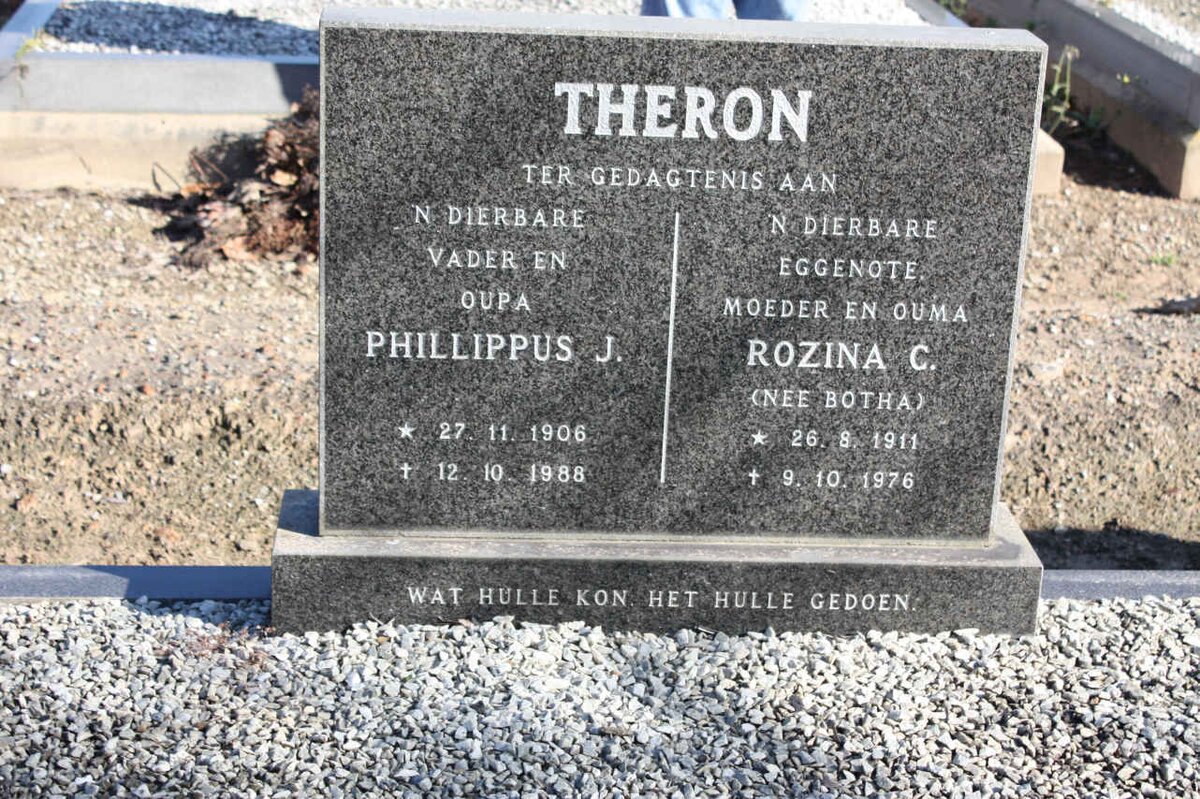 THERON
TER GEDAGTENIS AAN
'N DIERBARE
VADER EN
OUPA
PHILLIPPUS J.
★ 27. 11. 1906
† 12. 10. 1988
'N DIERBARE
EGGENOTE
MOEDER EN OUMA
ROZINA C.
(NEE BOTHA)
★ 26. 8. 1911
† 9. 10. 1976
WAT HULLE KON, HET HULLE GEDOEN.